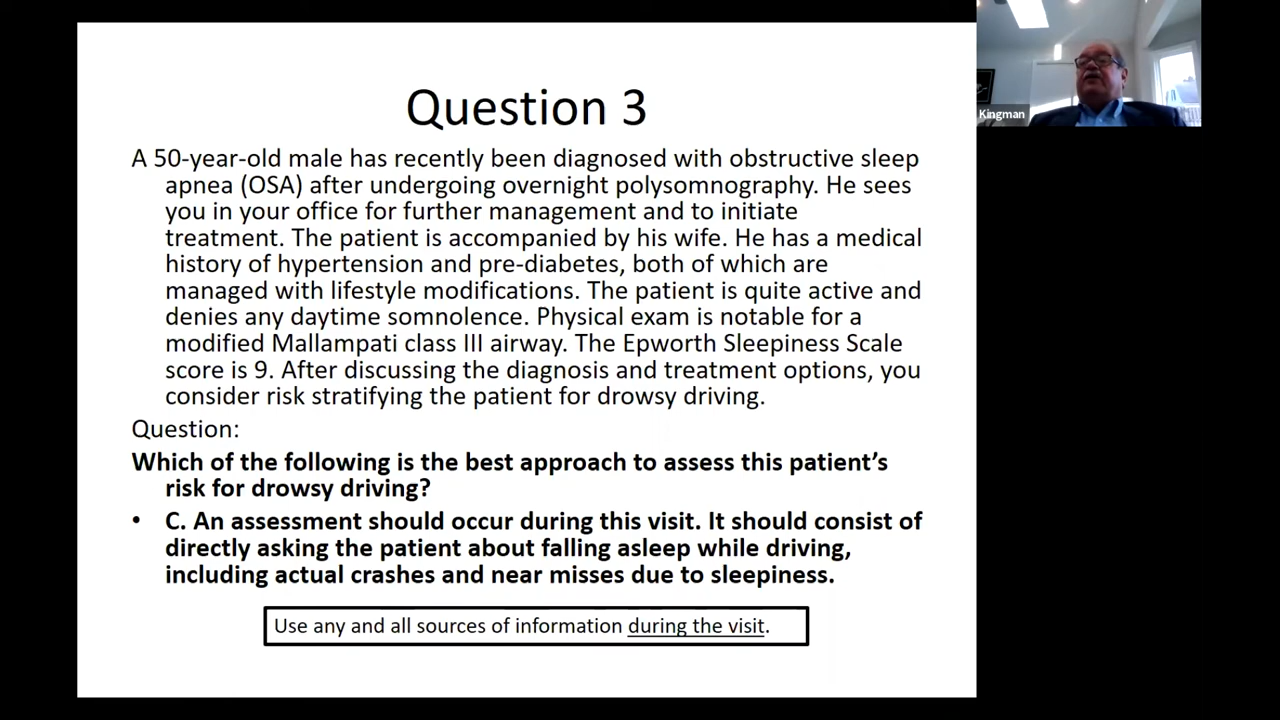 Question 3
A 50-year-old male has recently been diagnosed with obstructive sleep
apnea (OSA) after undergoing overnight polysomnography. He sees
you in your office for further management and to initiate
treatment. The patient is accompanied by his wife. He has a medical
history of hypertension and pre-diabetes, both of which are
managed with lifestyle modifications. The patient is quite active and
denies any daytime somnolence. Physical exam is notable for a
modified Mallampati class III airway. The Epworth Sleepiness Scale
score is 9. After discussing the diagnosis and treatment options, you
consider risk stratifying the patient for drowsy driving.
Question:
Which of the following is the best approach to assess this patient’s
risk for drowsy driving?
• C. An assessment should occur during this visit. It should consist of
directly asking the patient about falling asleep while driving,
including actual crashes and near misses due to sleepiness.
Use any and all sources of information during the visit.
Kingman